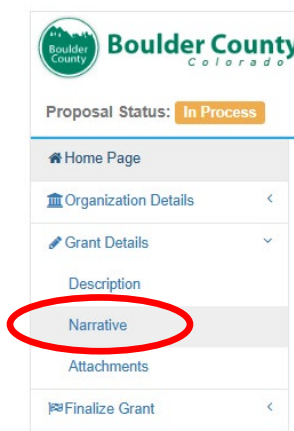 Boulder
County
Boulder County
Colorado
Proposal Status: In Process
Home Page
Organization Details
Grant Details
Description
Narrative
Attachments
Finalize Grant